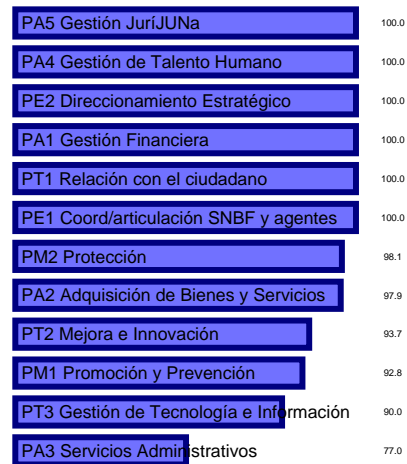 PA5 Gestión JuríJUNa 100.0
PA4 Gestión de Talento Humano 100.0
PE2 Direccionamiento Estratégico 100.0
PA1 Gestión Financiera 100.0
PT1 Relación con el ciudadano 100.0
PE1 Coord/articulación SNBF y agentes 100.0
PM2 Protección 98.1
PA2 Adquisición de Bienes y Servicios 97.9
PT2 Mejora e Innovación 93.7
PM1 Promoción y Prevención 92.8
PT3 Gestión de Tecnología e Información 90.0
PA3 Servicios Administrativos 77.0